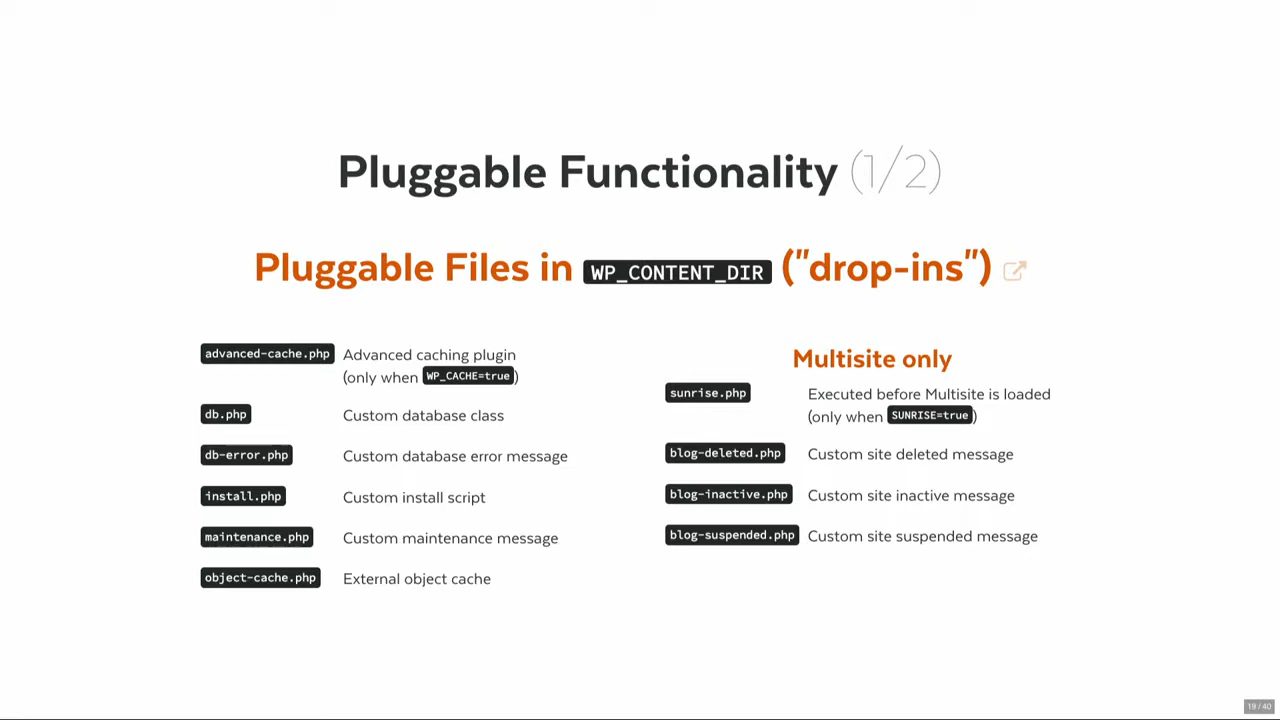 Pluggable Functionality (1/2)
Pluggable Files in WP_CONTENT_DIR ("drop-ins")
advanced-cache.php Advanced caching plugin
(only when WP_CACHE=true)
db.php Custom database class
db-error.php Custom database error message
install.php Custom install script
maintenance.php Custom maintenance message
object-cache.php External object cache
Multisite only
sunrise.php Executed before Multisite is loaded
(only when SUNRISE=true)
blog-deleted.php Custom site deleted message
blog-inactive.php Custom site inactive message
blog-suspended.php Custom site suspended message
19 / 40